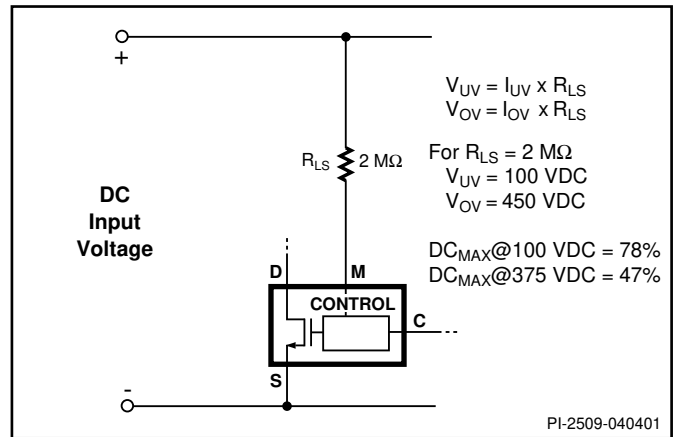 +
V_UV = I_UV x R_LS
V_OV = I_OV x R_LS
R_LS 2 MΩ
For R_LS = 2 MΩ
V_UV = 100 VDC
V_OV = 450 VDC
DC
Input
Voltage
DC_MAX@100 VDC = 78%
DC_MAX@375 VDC = 47%
D M
CONTROL
C
S
-
PI-2509-040401